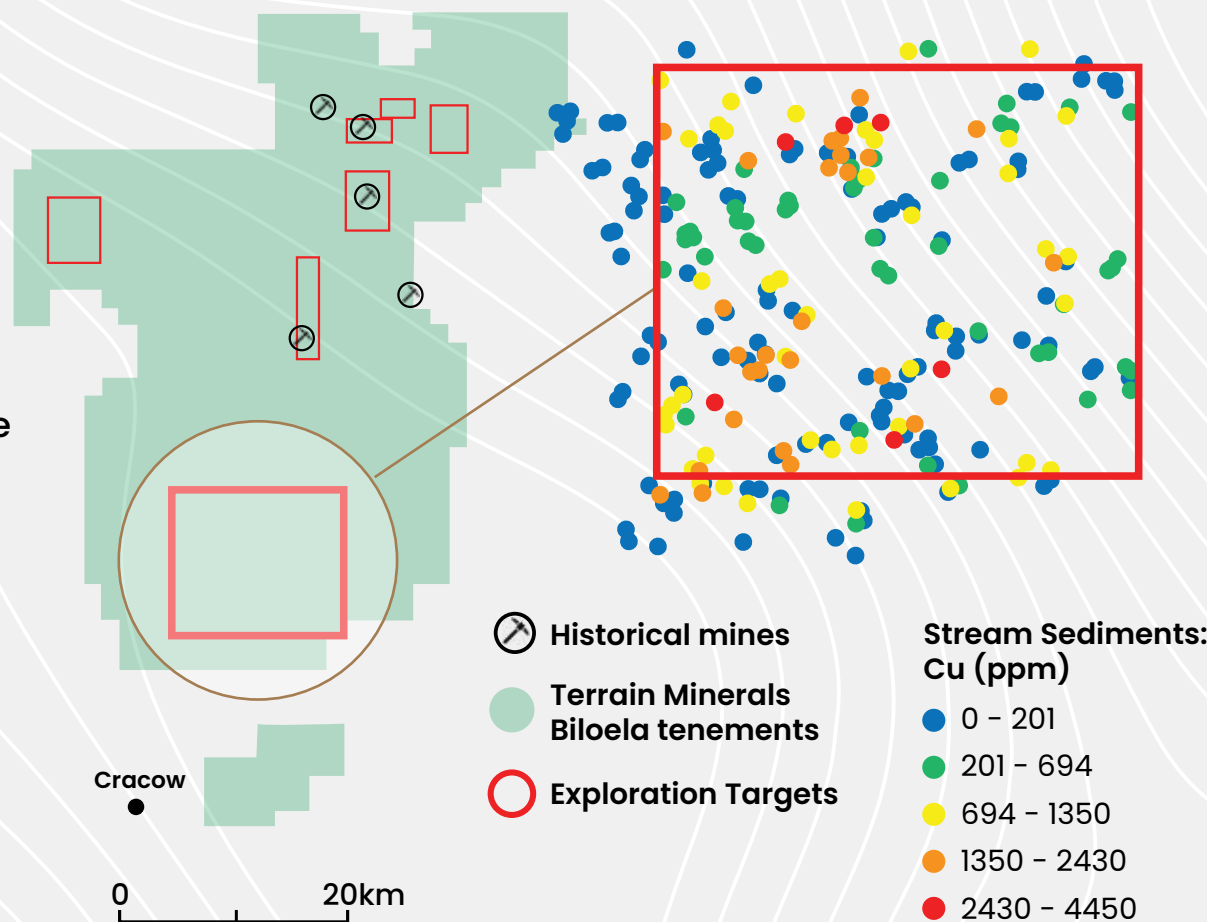 e
Historical mines
Terrain Minerals
Biloela tenements
Exploration Targets
Cracow
0 20km
Stream Sediments:
Cu (ppm)
0 - 201
201 - 694
694 - 1350
1350 - 2430
2430 - 4450